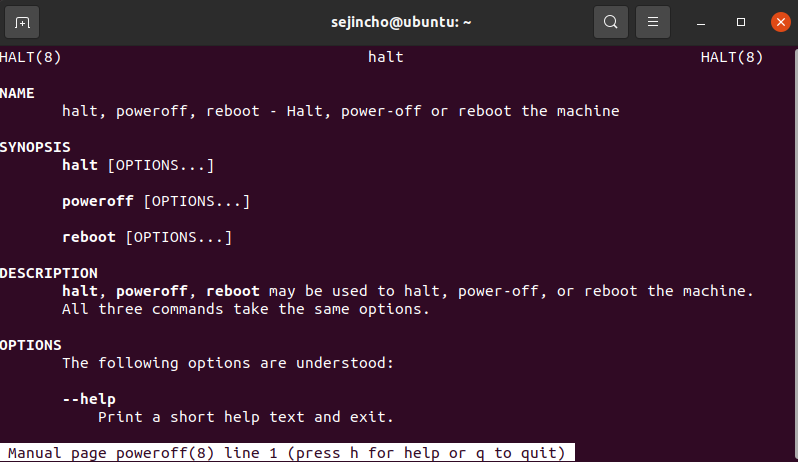 sejincho@ubuntu: ~
HALT(8) halt HALT(8)
NAME
halt, poweroff, reboot - Halt, power-off or reboot the machine
SYNOPSIS
halt [OPTIONS...]
poweroff [OPTIONS...]
reboot [OPTIONS...]
DESCRIPTION
halt, poweroff, reboot may be used to halt, power-off, or reboot the machine.
All three commands take the same options.
OPTIONS
The following options are understood:
--help
Print a short help text and exit.
Manual page poweroff(8) line 1 (press h for help or q to quit)